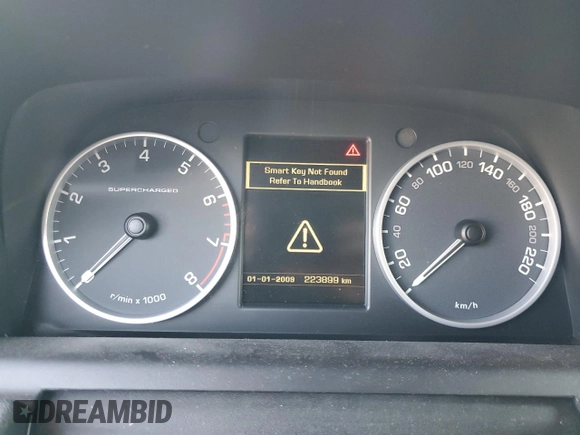 1 2 3 4 5 6 7 8
SUPERCHARGED
r/min x 1000
Smart Key Not Found
Refer To Handbook
01-01-2009 223899 km
20 40 60 80 100 120 140 160 180 200 220
km/h
DREAMBID